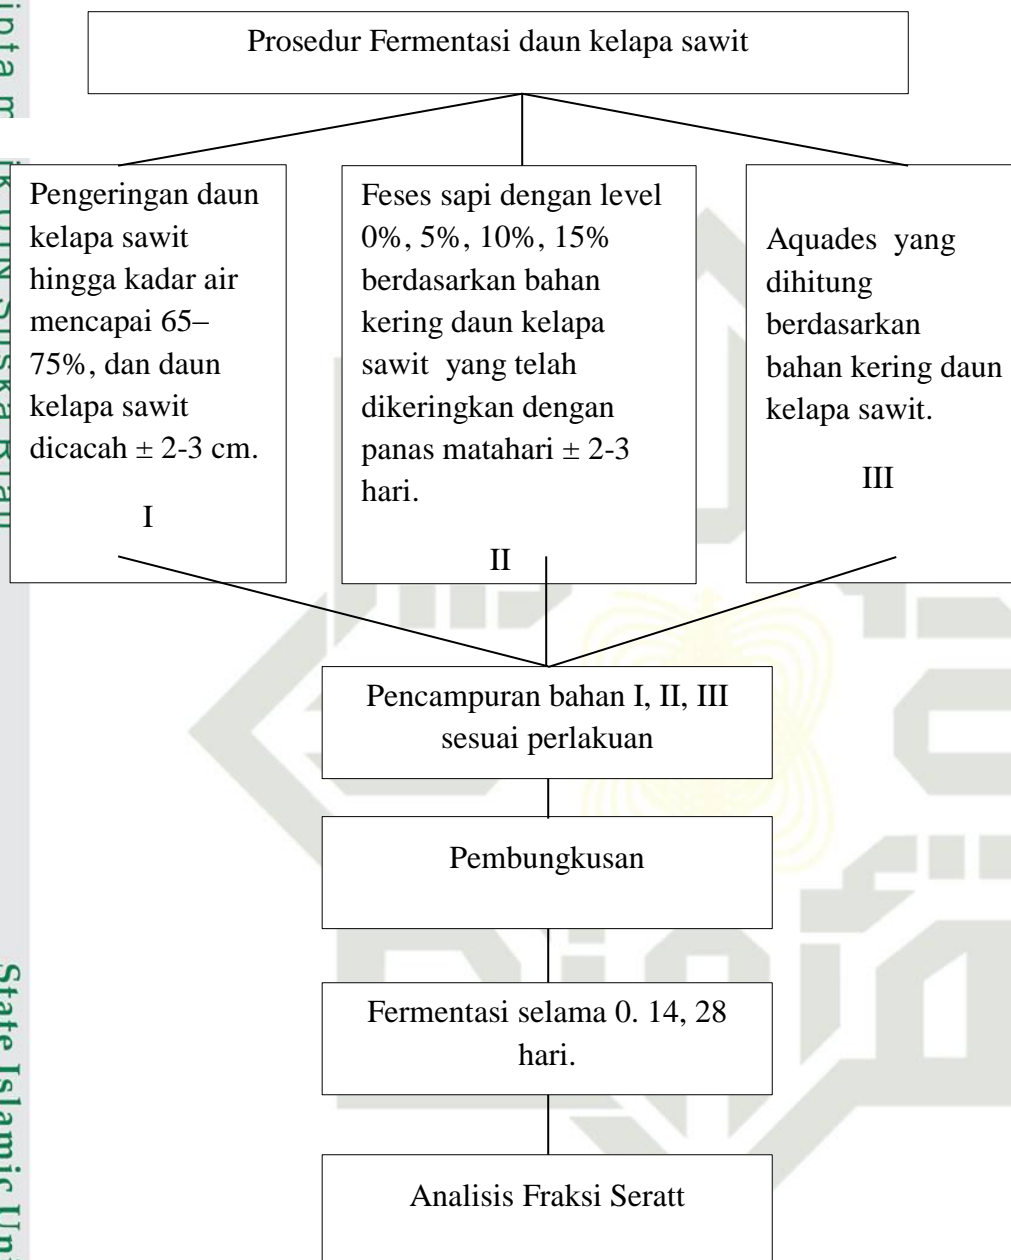 Prosedur Fermentasi daun kelapa sawit
Pengeringan daun
kelapa sawit
hingga kadar air
mencapai 65–
75%, dan daun
kelapa sawit
dicacah ± 2-3 cm.
I
Feses sapi dengan level
0%, 5%, 10%, 15%
berdasarkan bahan
kering daun kelapa
sawit yang telah
dikeringkan dengan
panas matahari ± 2-3
hari.
II
Aquades yang
dihitung
berdasarkan
bahan kering daun
kelapa sawit.
III
Pencampuran bahan I, II, III
sesuai perlakuan
Pembungkusan
Fermentasi selama 0. 14, 28
hari.
Analisis Fraksi Seratt
State Islamic